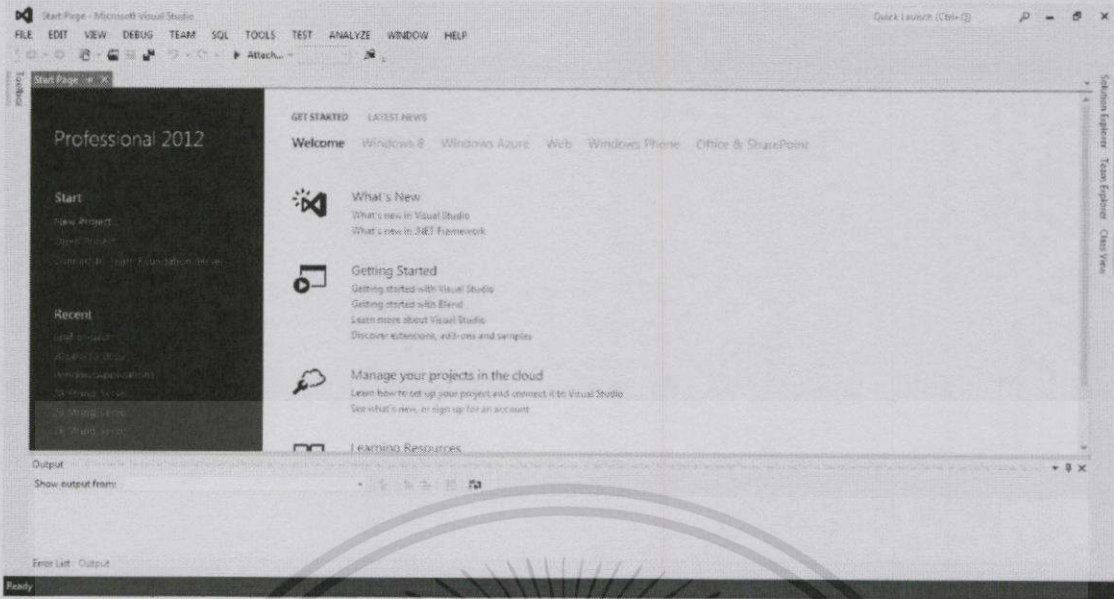 Start Page - Microsoft Visual Studio
Quick Launch (Ctrl+Q)
FILE EDIT VIEW DEBUG TEAM SQL TOOLS TEST ANALYZE WINDOW HELP
Attach...
Toolbox
Start Page
Solution Explorer Team Explorer Class View
Professional 2012
Start
New Project...
Open Project...
Connect to Team Foundation Server...
Recent
GET STARTED LATEST NEWS
Welcome Windows 8 Windows Azure Web Windows Phone Office & SharePoint
What's New
What's new in Visual Studio
What's new in .NET Framework
Getting Started
Getting started with Visual Studio
Getting started with Blend
Learn more about Visual Studio
Discover extensions, add-ons and samples
Manage your projects in the cloud
Learn how to set up your project and connect it to Visual Studio
See what's new, or sign up for an account
Learning Resources
Output
Show output from:
Error List Output
Ready